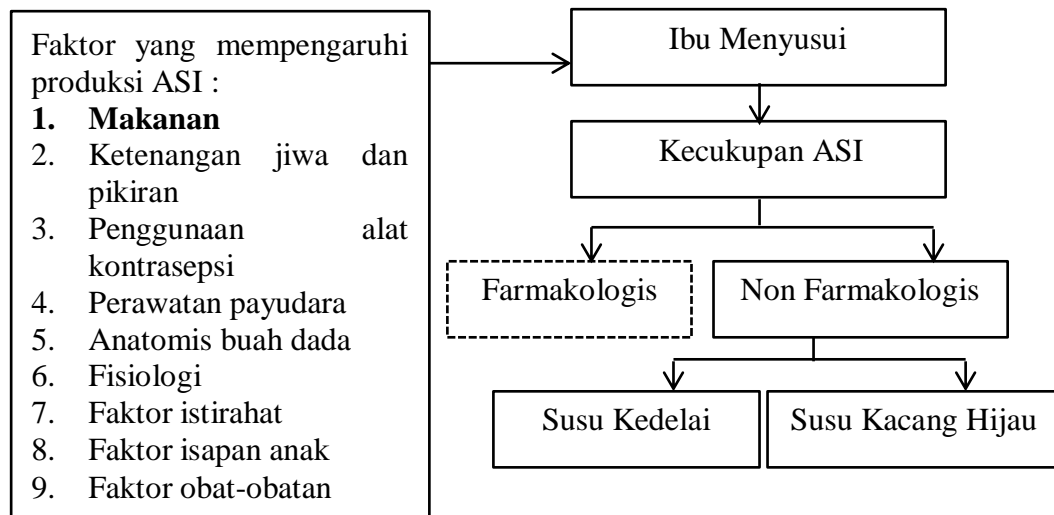 Faktor yang mempengaruhi
produksi ASI :
1. Makanan
2. Ketenangan jiwa dan
pikiran
3. Penggunaan alat
kontrasepsi
4. Perawatan payudara
5. Anatomis buah dada
6. Fisiologi
7. Faktor istirahat
8. Faktor isapan anak
9. Faktor obat-obatan
Ibu Menyusui
Kecukupan ASI
Farmakologis
Non Farmakologis
Susu Kedelai
Susu Kacang Hijau